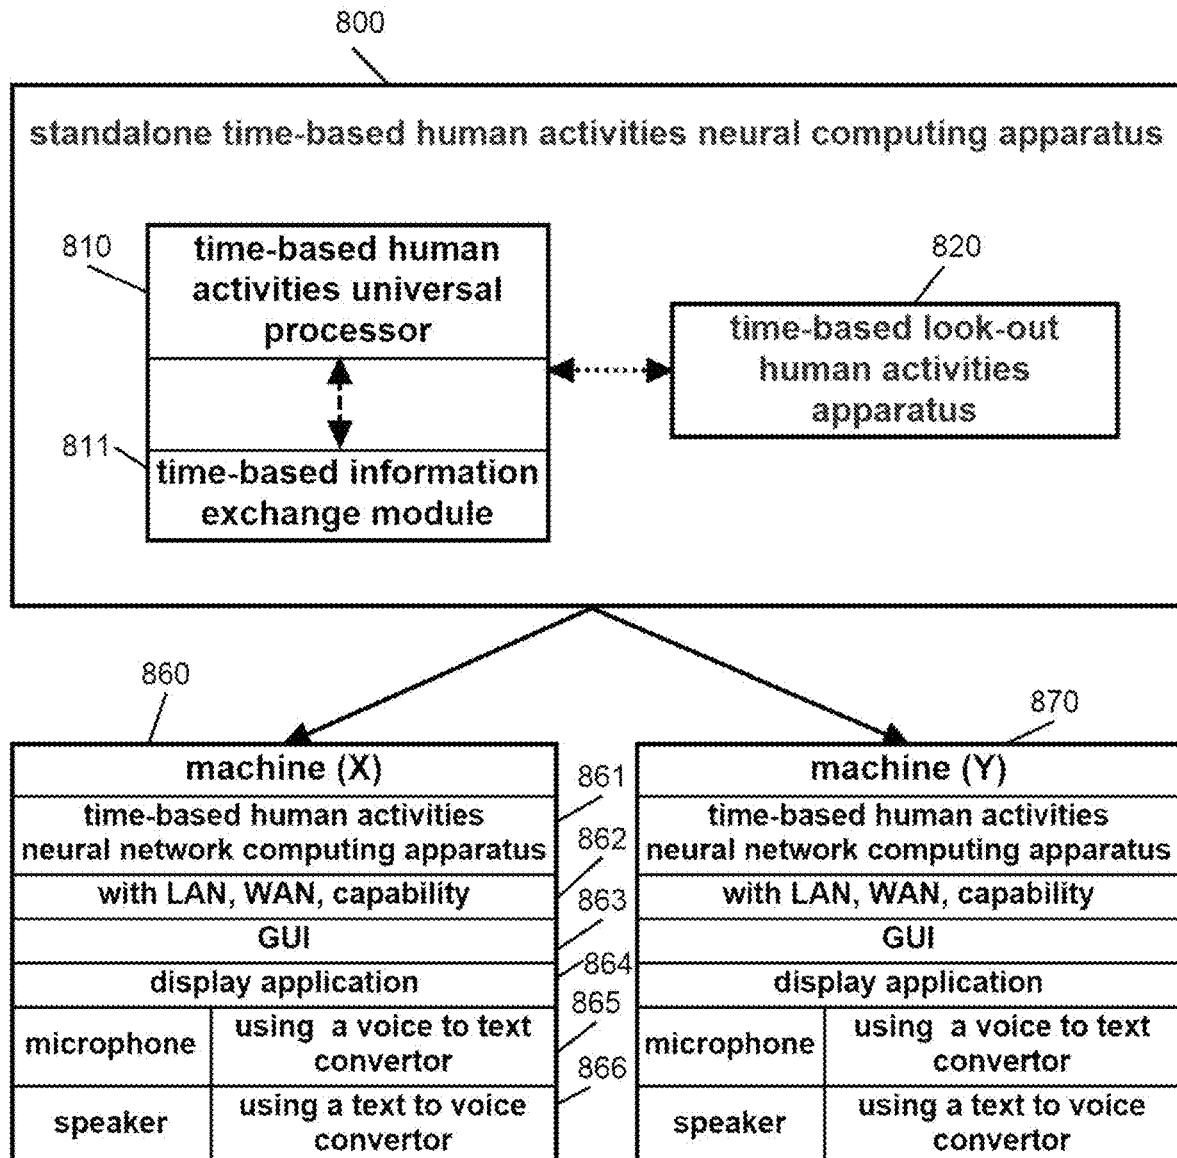 800
standalone time-based human activities neural computing apparatus
810
time-based human
activities universal
processor
820
time-based look-out
human activities
apparatus
811
time-based information
exchange module
860
870
machine (X)
861
time-based human activities
neural network computing apparatus
862
with LAN, WAN, capability
863
GUI
864
display application
865
microphone
using a voice to text
convertor
866
speaker
using a text to voice
convertor
machine (Y)
time-based human activities
neural network computing apparatus
with LAN, WAN, capability
GUI
display application
microphone
using a voice to text
convertor
speaker
using a text to voice
convertor